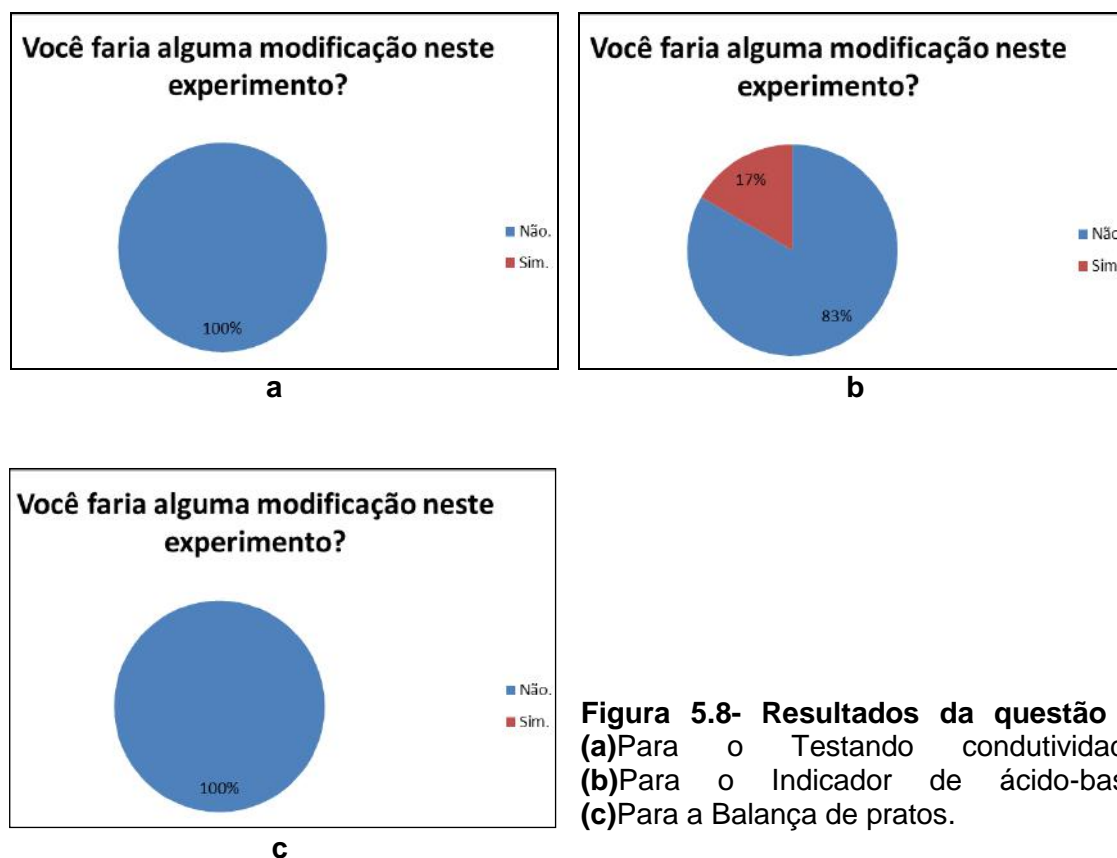 Você faria alguma modificação neste
experimento?
100%
Não.
Sim.
a
Você faria alguma modificação neste
experimento?
17%
83%
Não
Sim
b
Você faria alguma modificação neste
experimento?
100%
Não.
Sim.
c
Figura 5.8- Resultados da questão
(a)Para o Testando
(b)Para o Indicador de
(c)Para a Balança de pratos.